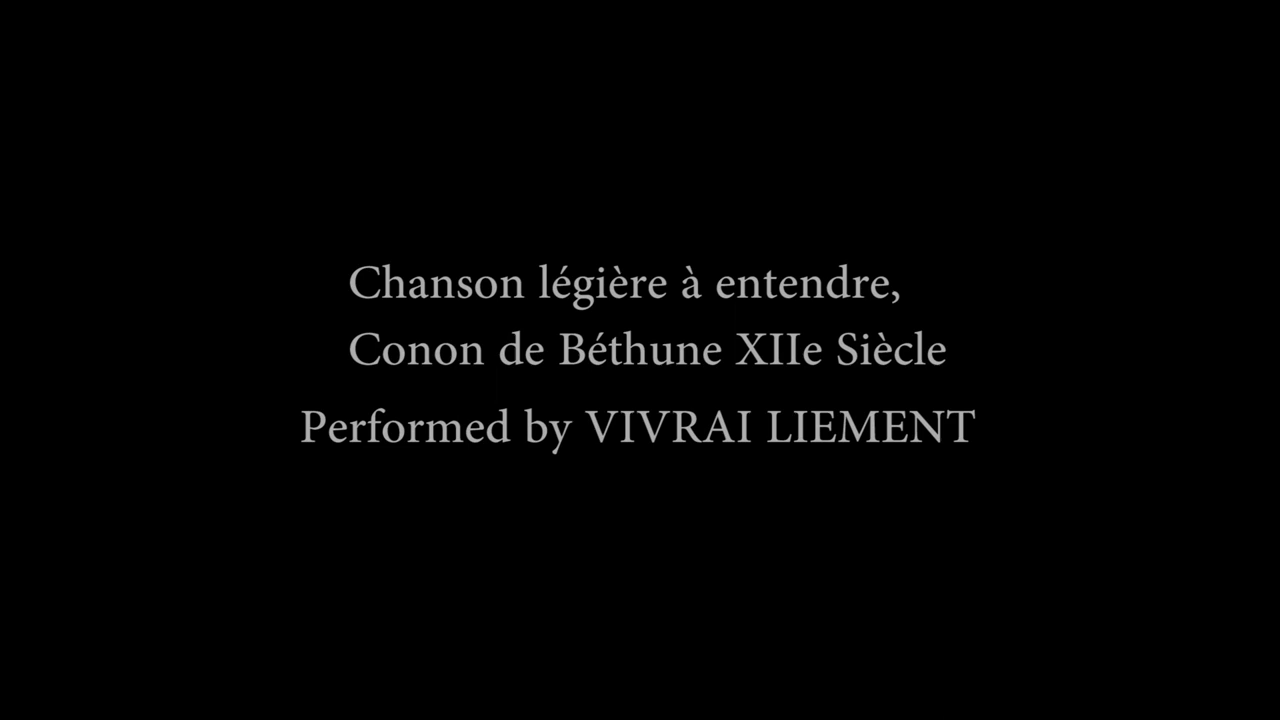 Chanson légière à entendre,
Conon de Béthune XIIe Siècle
Performed by VIVRAI LIEMENT